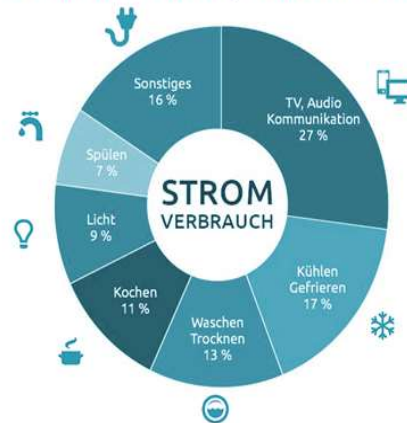 TV, Audio
Kommunikation
27 %
Kühlen
Gefrieren
17 %
Waschen
Trocknen
13 %
Kochen
11 %
Licht
9 %
Spülen
7 %
Sonstiges
16 %
STROM
VERBRAUCH